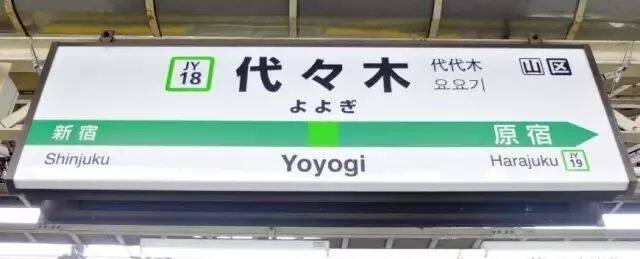 JY
18
代々木
代代木
요요기
山 区
よよぎ
新宿
原宿
Shinjuku
Yoyogi
Harajuku
JY
19